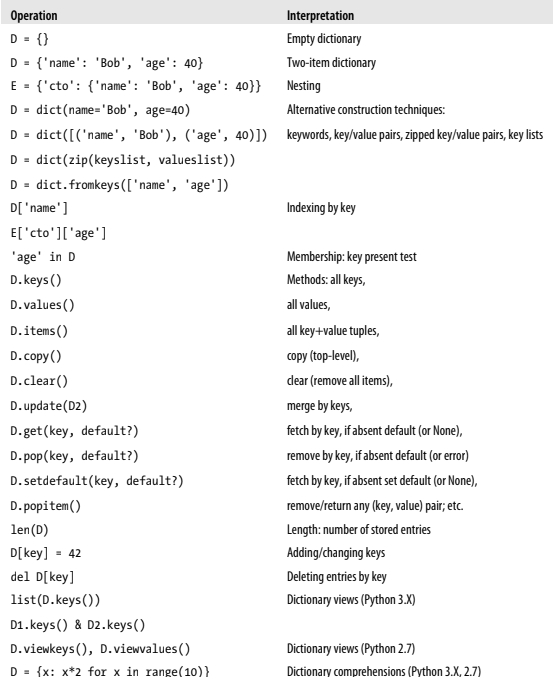 Operation Interpretation
D = {} Empty dictionary
D = {'name': 'Bob', 'age': 40} Two-item dictionary
E = {'cto': {'name': 'Bob', 'age': 40}} Nesting
D = dict(name='Bob', age=40) Alternative construction techniques:
D = dict([('name', 'Bob'), ('age', 40)]) keywords, key/value pairs, zipped key/value pairs, key lists
D = dict(zip(keyslist, valueslist))
D = dict.fromkeys(['name', 'age'])
D['name'] Indexing by key
E['cto']['age']
'age' in D Membership: key present test
D.keys() Methods: all keys,
D.values() all values,
D.items() all key+value tuples,
D.copy() copy (top-level),
D.clear() clear (remove all items),
D.update(D2) merge by keys,
D.get(key, default?) fetch by key, if absent default (or None),
D.pop(key, default?) remove by key, if absent default (or error)
D.setdefault(key, default?) fetch by key, if absent set default (or None),
D.popitem() remove/return any (key, value) pair; etc.
len(D) Length: number of stored entries
D[key] = 42 Adding/changing keys
del D[key] Deleting entries by key
list(D.keys()) Dictionary views (Python 3.X)
D1.keys() & D2.keys()
D.viewkeys(), D.viewvalues() Dictionary views (Python 2.7)
D = {x: x*2 for x in range(10)} Dictionary comprehensions (Python 3.X, 2.7)